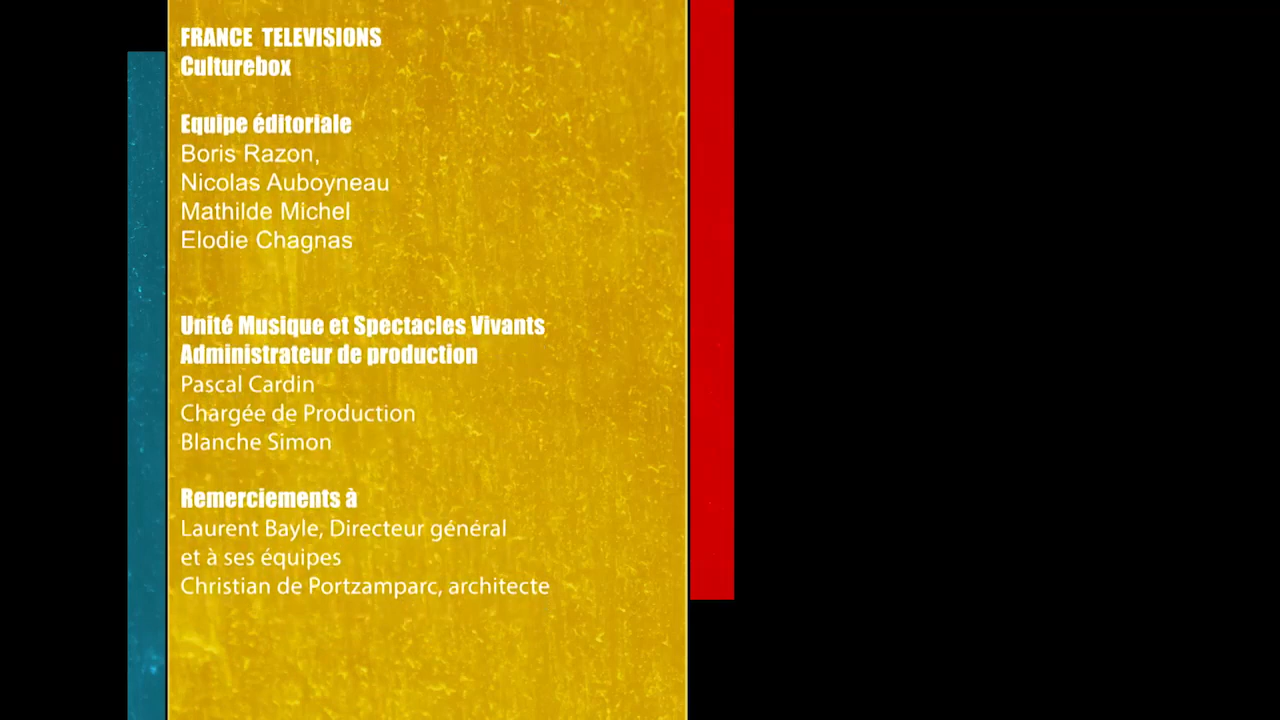 FRANCE TELEVISIONS
Culturebox
Equipe éditoriale
Boris Razon,
Nicolas Auboyneau
Mathilde Michel
Elodie Chagnas
Unité Musique et Spectacles Vivants
Administrateur de production
Pascal Cardin
Chargée de Production
Blanche Simon
Remerciements à
Laurent Bayle, Directeur général
et à ses équipes
Christian de Portzamparc, architecte